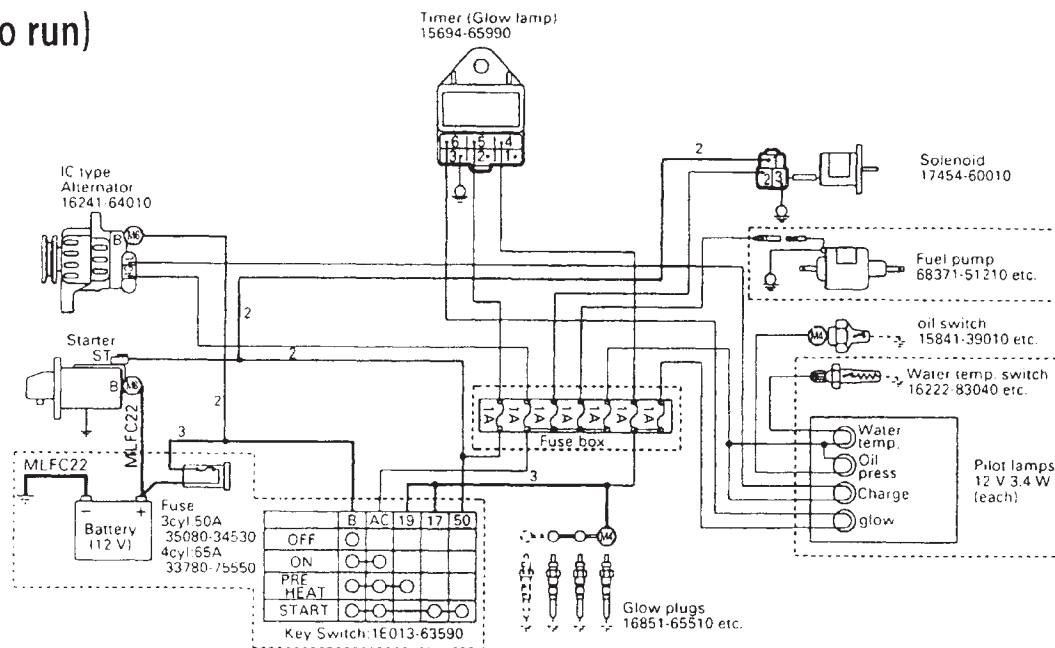 o run)
Timer (Glow lamp)
15694-65990
6 5 4
3 2 1
IC type
Alternator
16241-64010
B M6
2
2 3
Solenoid
17454-60010
Fuel pump
68371-51210 etc.
M4
oil switch
15841-39010 etc.
Water temp. switch
16222-83040 etc.
2
2
2
Starter
ST
B M8
MLFC22
3
1A 1A 1A 1A 1A 1A 1A
Fuse box
3
Water
temp.
Oil
press
Charge
glow
Pilot lamps
12 V 3.4 W
(each)
MLFC22
- +
Battery
(12 V)
Fuse
3cyl:50A
35080-34530
4cyl:65A
33780-75550
B AC 19 17 50
OFF
ON
PRE
HEAT
START
Key Switch:1E013-63590
M4
Glow plugs
16851-65510 etc.